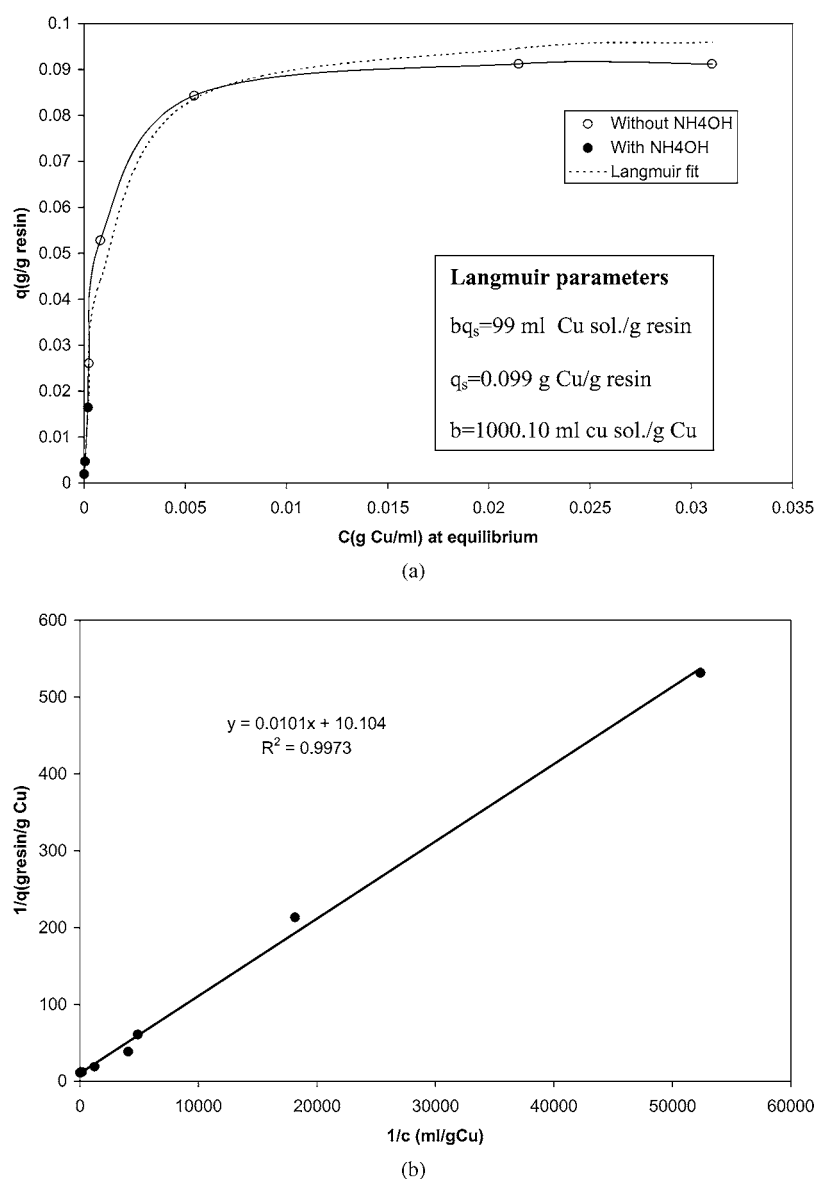 0.1
0.09
0.08
0.07
0.06
0.05
0.04
0.03
0.02
0.01
0
q(g/g resin)
Without NH4OH
With NH4OH
Langmuir fit
Langmuir parameters
bqs=99 ml Cu sol./g resin
qs=0.099 g Cu/g resin
b=1000.10 ml cu sol./g Cu
0 0.005 0.01 0.015 0.02 0.025 0.03 0.035
C(g Cu/ml) at equilibrium
(a)
600
500
400
300
200
100
0
1/q(gresin/g Cu)
y = 0.0101x + 10.104
R2 = 0.9973
0 10000 20000 30000 40000 50000 60000
1/c (ml/gCu)
(b)